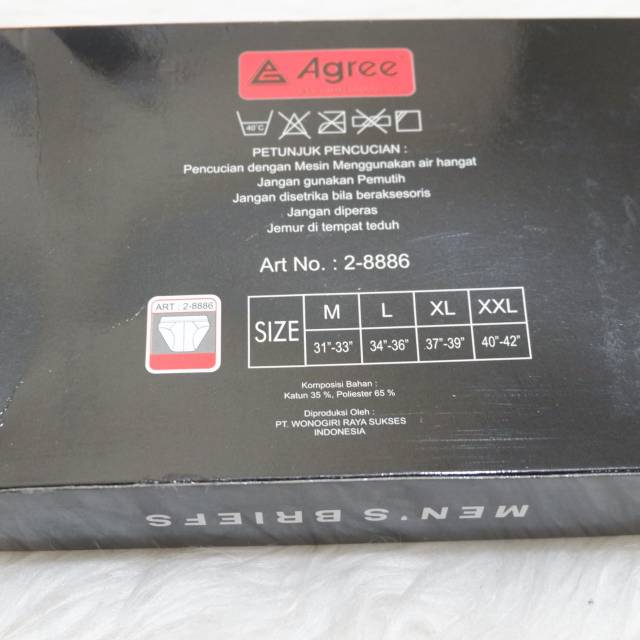 Agree
40°C
PETUNJUK PENCUCIAN :
Pencucian dengan Mesin Menggunakan air hangat
Jangan gunakan Pemutih
Jangan disetrika bila beraksesoris
Jangan diperas
Jemur di tempat teduh
Art No. : 2-8886
ART : 2-8886
SIZE M L XL XXL
31"-33" 34"-36" 37"-39" 40"-42"
Komposisi Bahan :
Katun 35 %, Poliester 65 %
Diproduksi Oleh :
PT. WONOGIRI RAYA SUKSES
INDONESIA
MEN'S BRIEFS